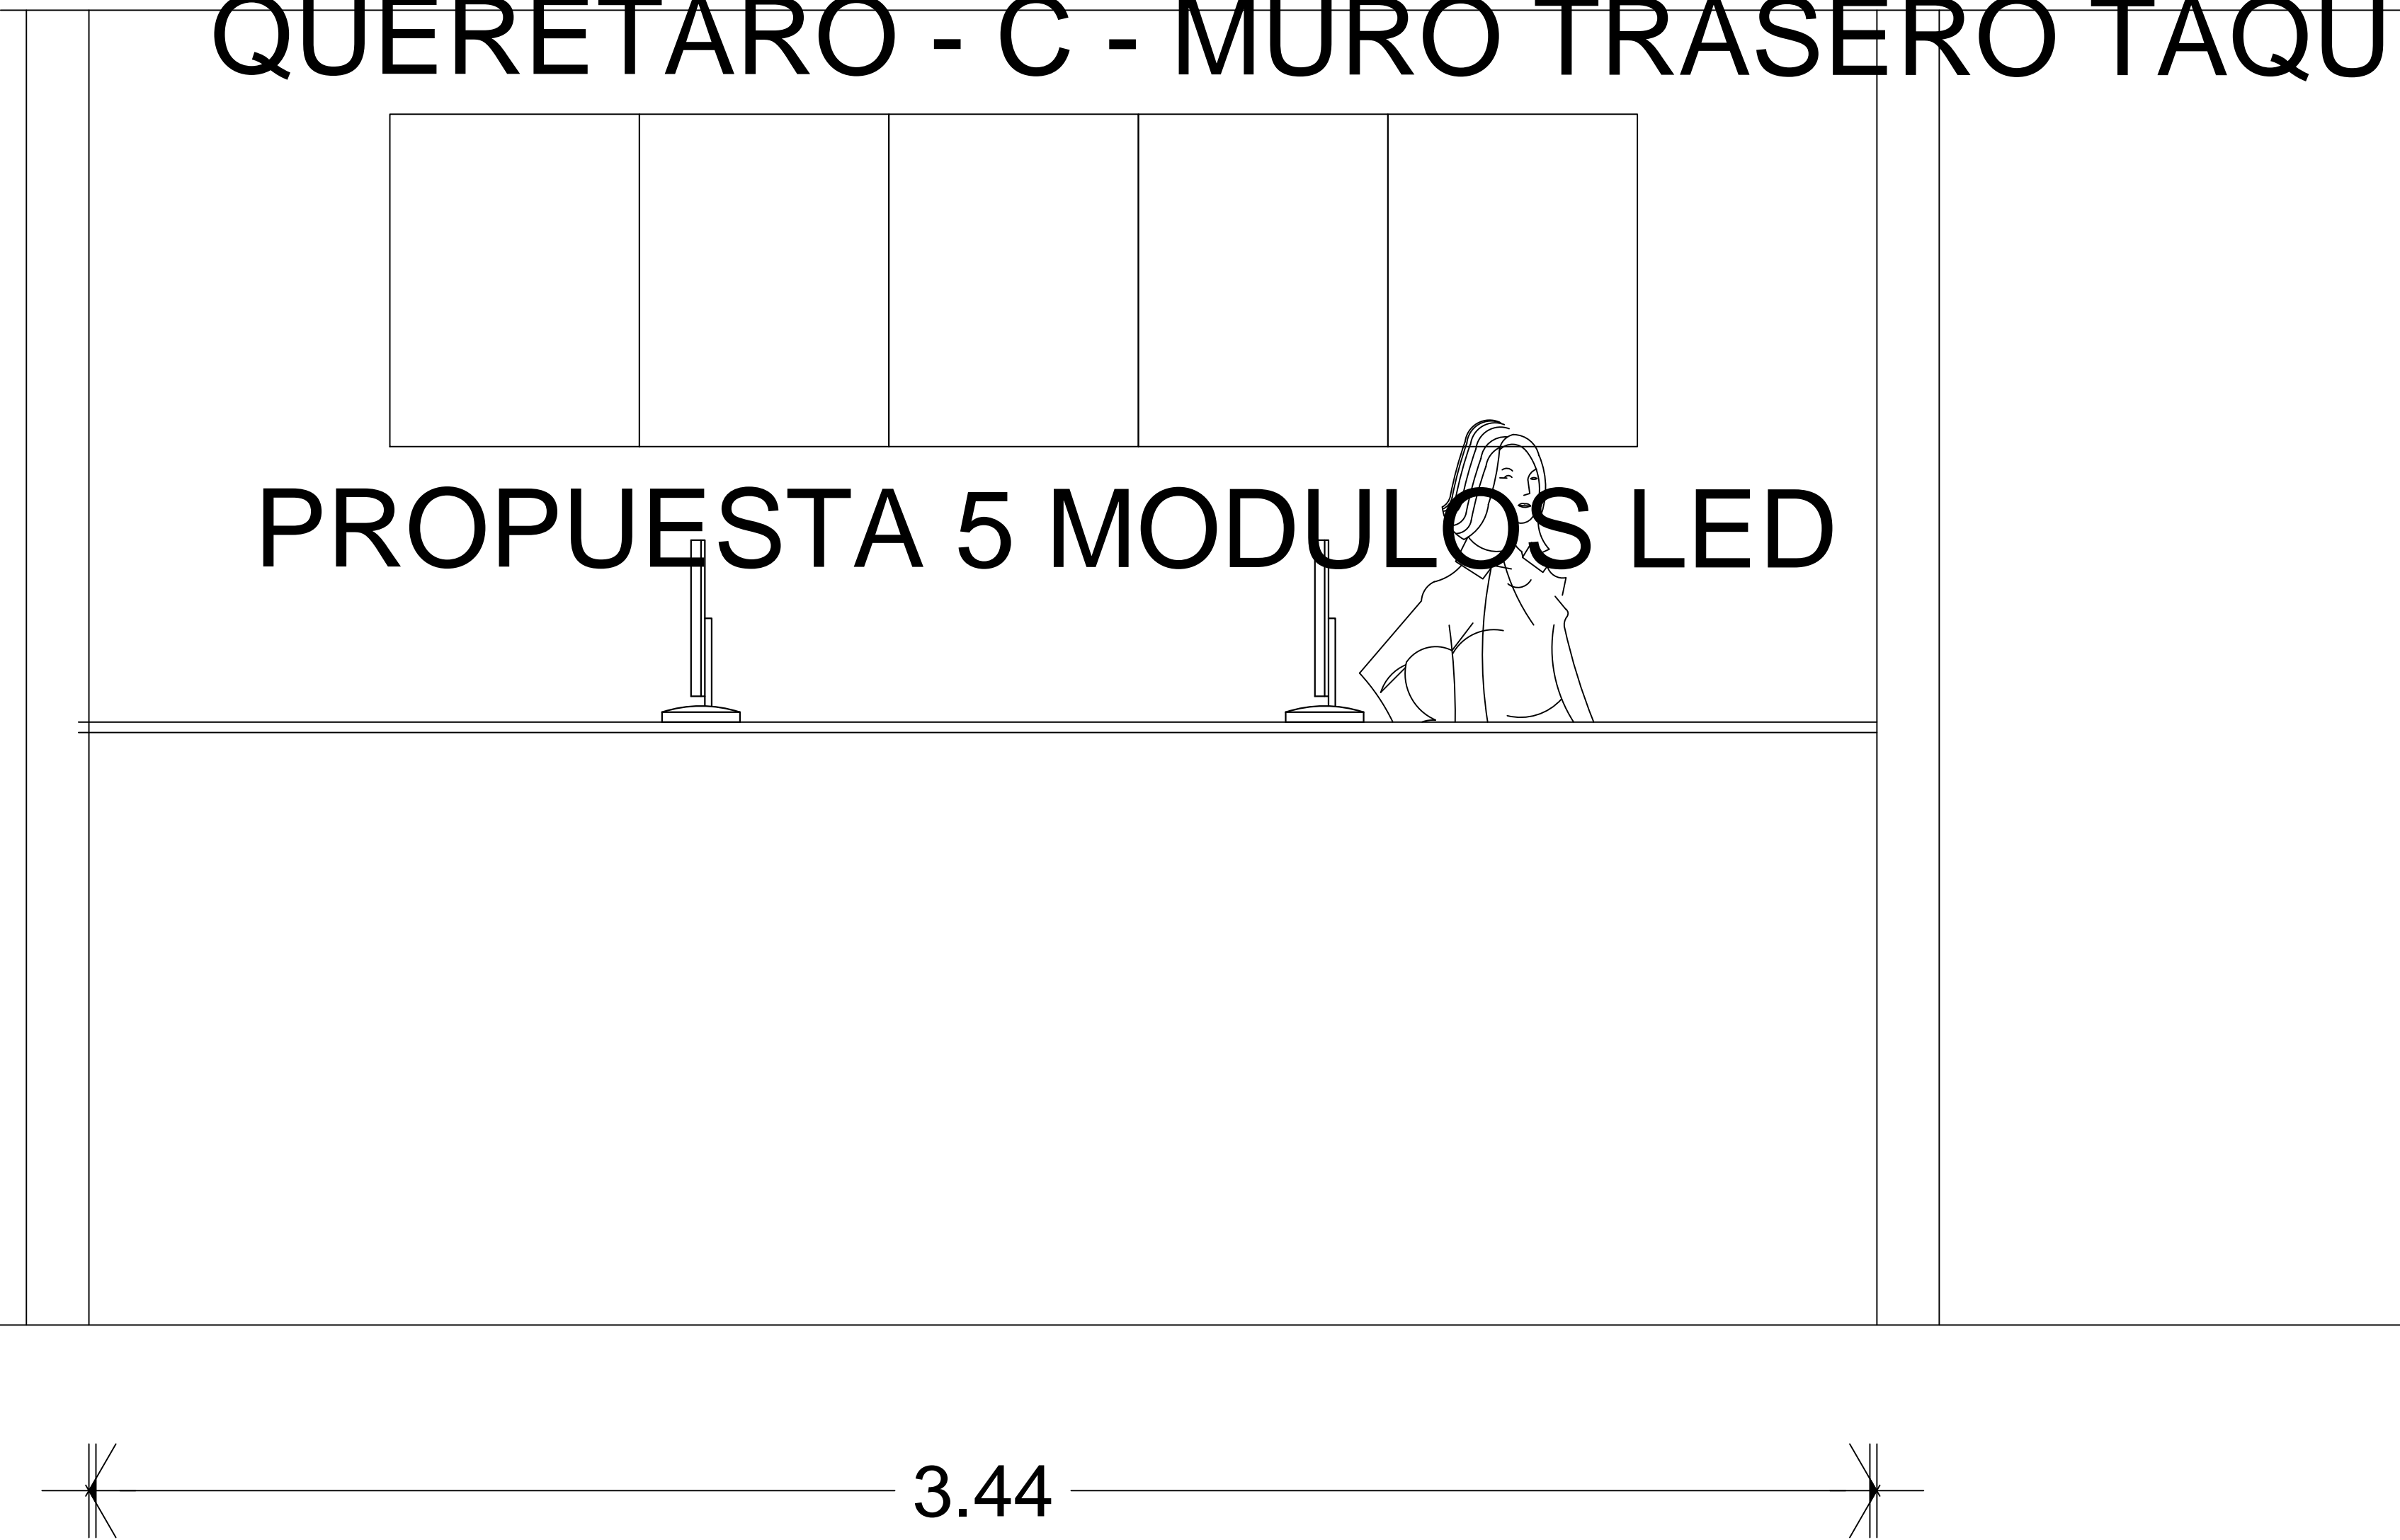 QUERETARO - C - MURO TRASERO TAQU
PROPUESTA 5 MODULOS LED
3.44